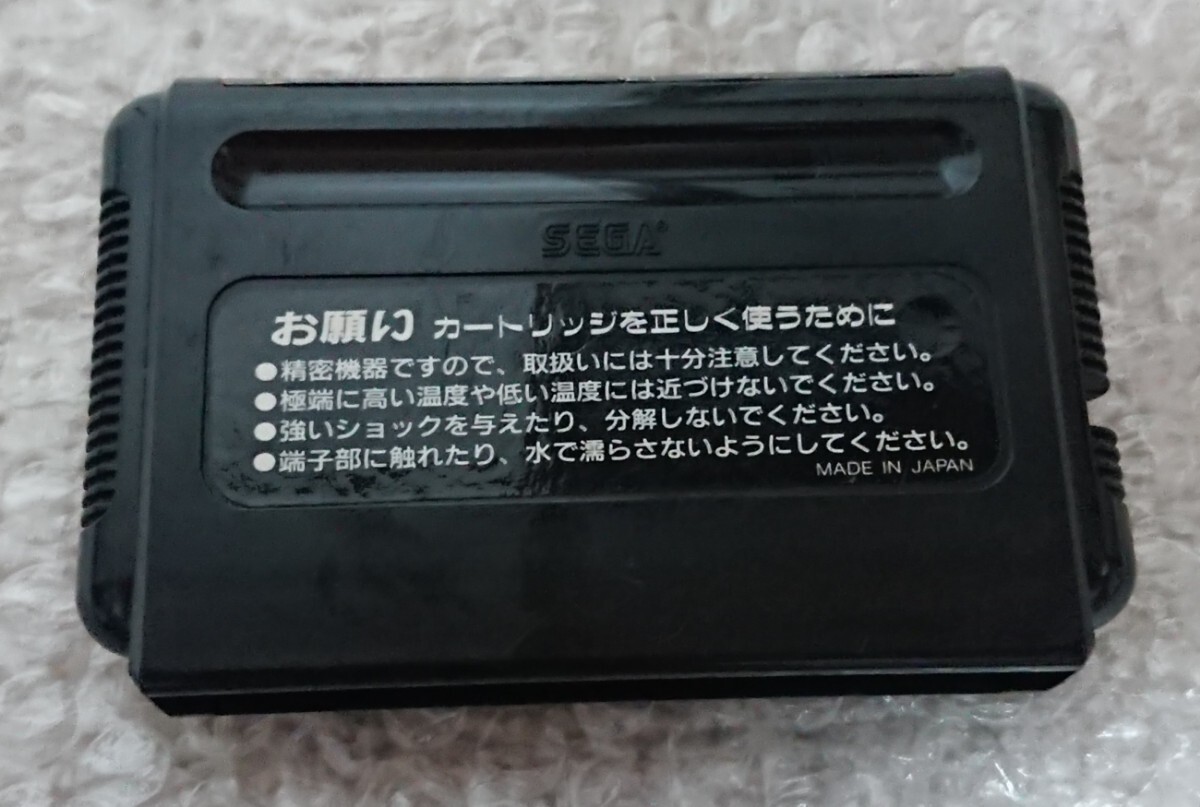 SEGA®
お願い カートリッジを正しく使うために
●精密機器ですので、取扱いには十分注意してください。
●極端に高い温度や低い温度には近づけないでください。
●強いショックを与えたり、分解しないでください。
●端子部に触れたり、水で濡らさないようにしてください。
MADE IN JAPAN